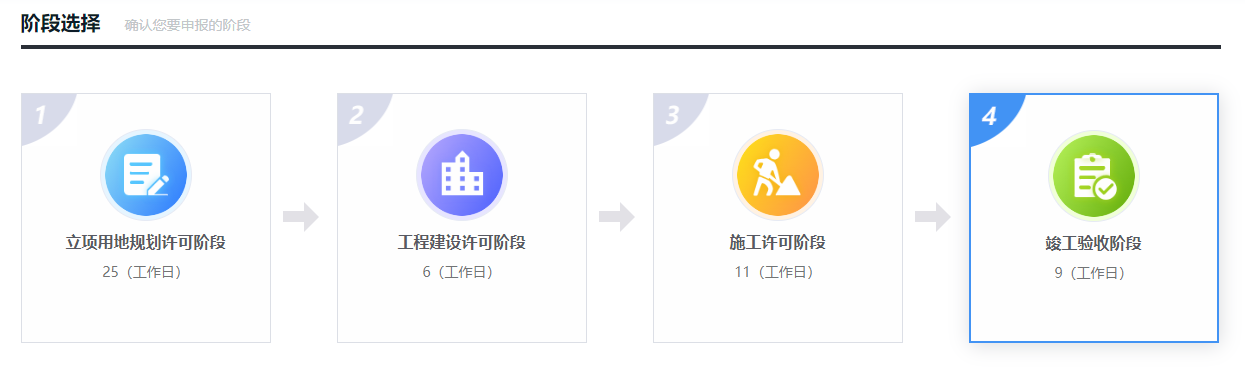 阶段选择 确认您要申报的阶段
1
立项用地规划许可阶段
25（工作日）
2
工程建设许可阶段
6（工作日）
3
施工许可阶段
11（工作日）
4
竣工验收阶段
9（工作日）